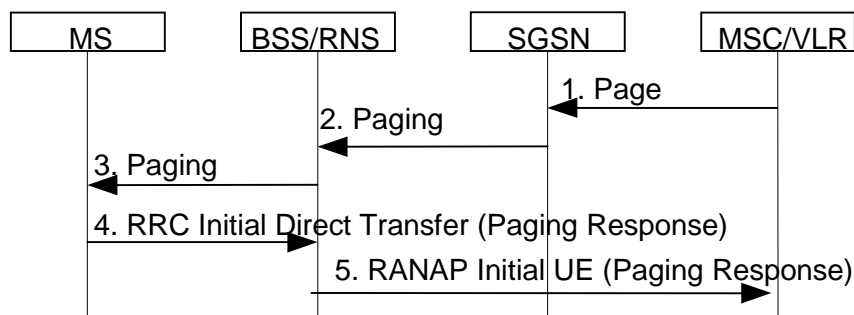 MS
BSS/RNS
SGSN
MSC/VLR
1. Page
2. Paging
3. Paging
4. RRC Initial Direct Transfer (Paging Response)
5. RANAP Initial UE (Paging Response)